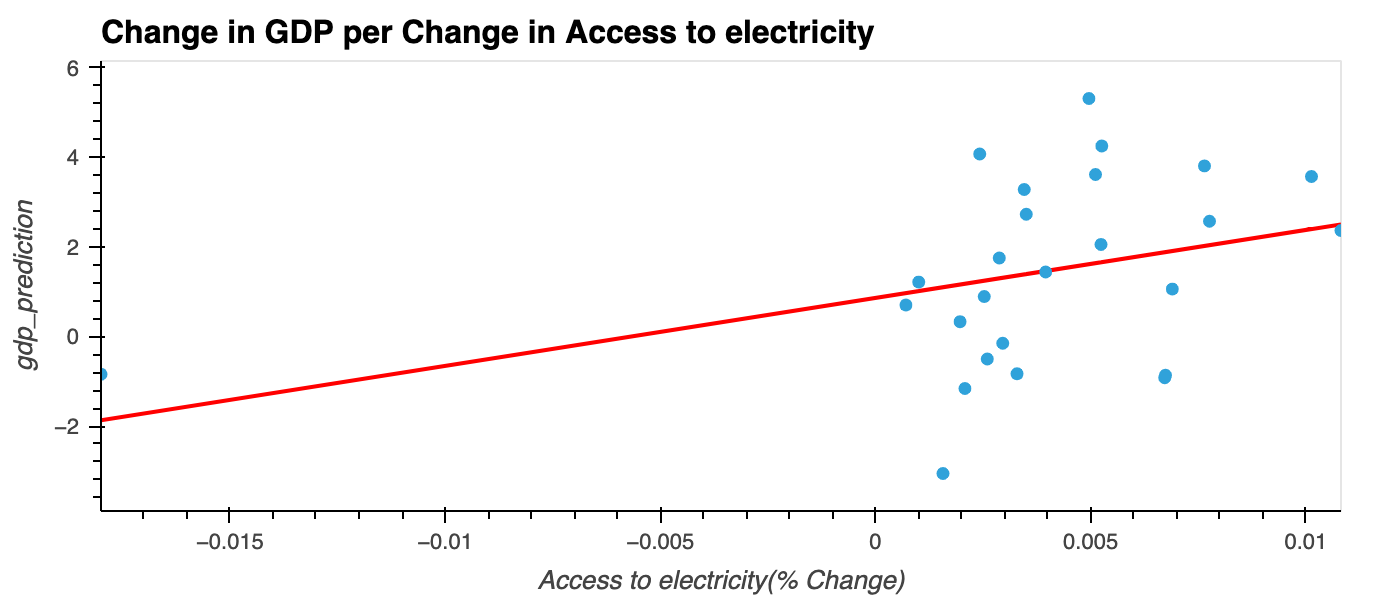 Change in GDP per Change in Access to electricity
6
4
2
0
−2
gdp_prediction
−0.015 −0.01 −0.005 0 0.005 0.01
Access to electricity(% Change)